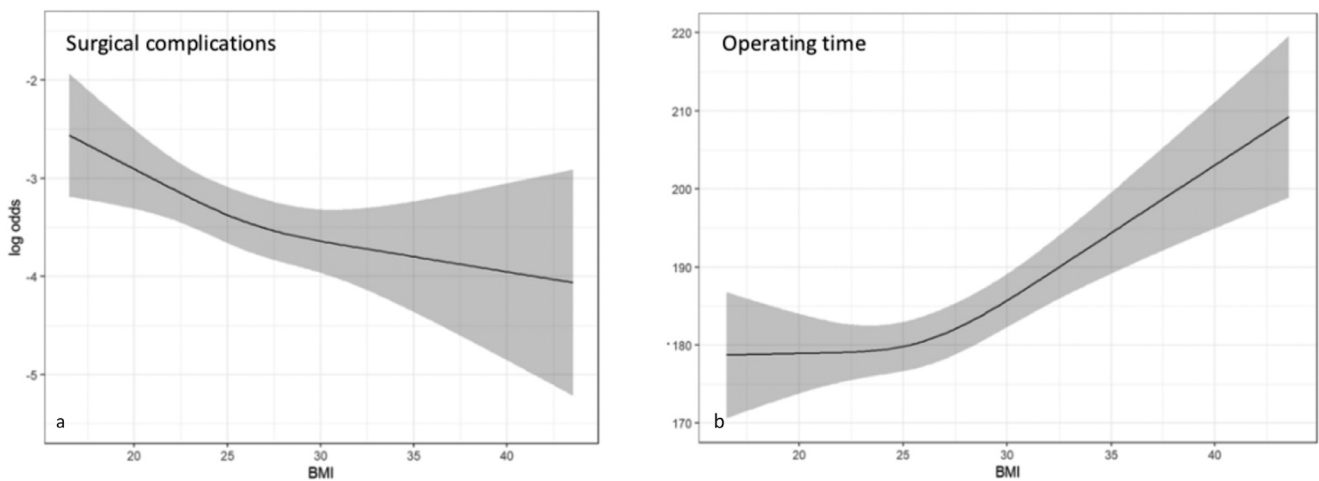 Surgical complications
-2
-3
-4
-5
log odds
a
20 25 30 35 40
BMI
Operating time
220
210
200
190
180
170
b
20 25 30 35 40
BMI